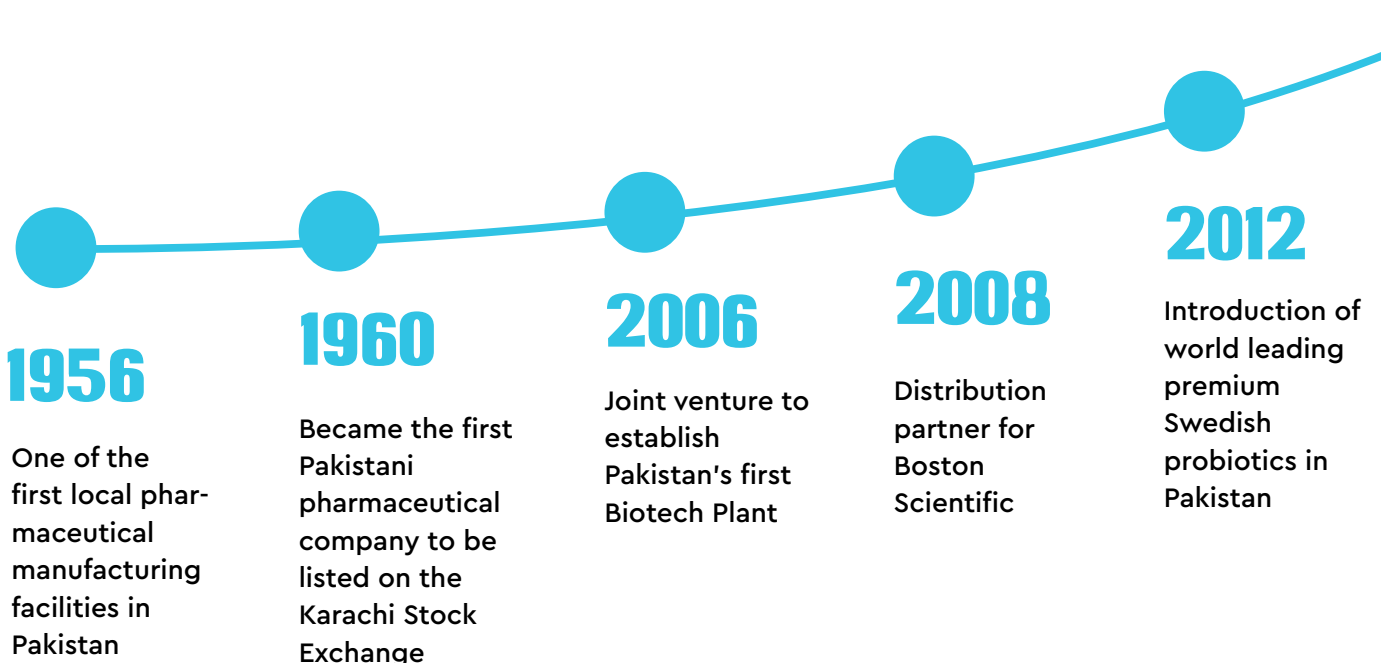 1956
One of the
first local phar-
maceutical
manufacturing
facilities in
Pakistan
1960
Became the first
Pakistani
pharmaceutical
company to be
listed on the
Karachi Stock
Exchange
2006
Joint venture to
establish
Pakistan's first
Biotech Plant
2008
Distribution
partner for
Boston
Scientific
2012
Introduction of
world leading
premium
Swedish
probiotics in
Pakistan